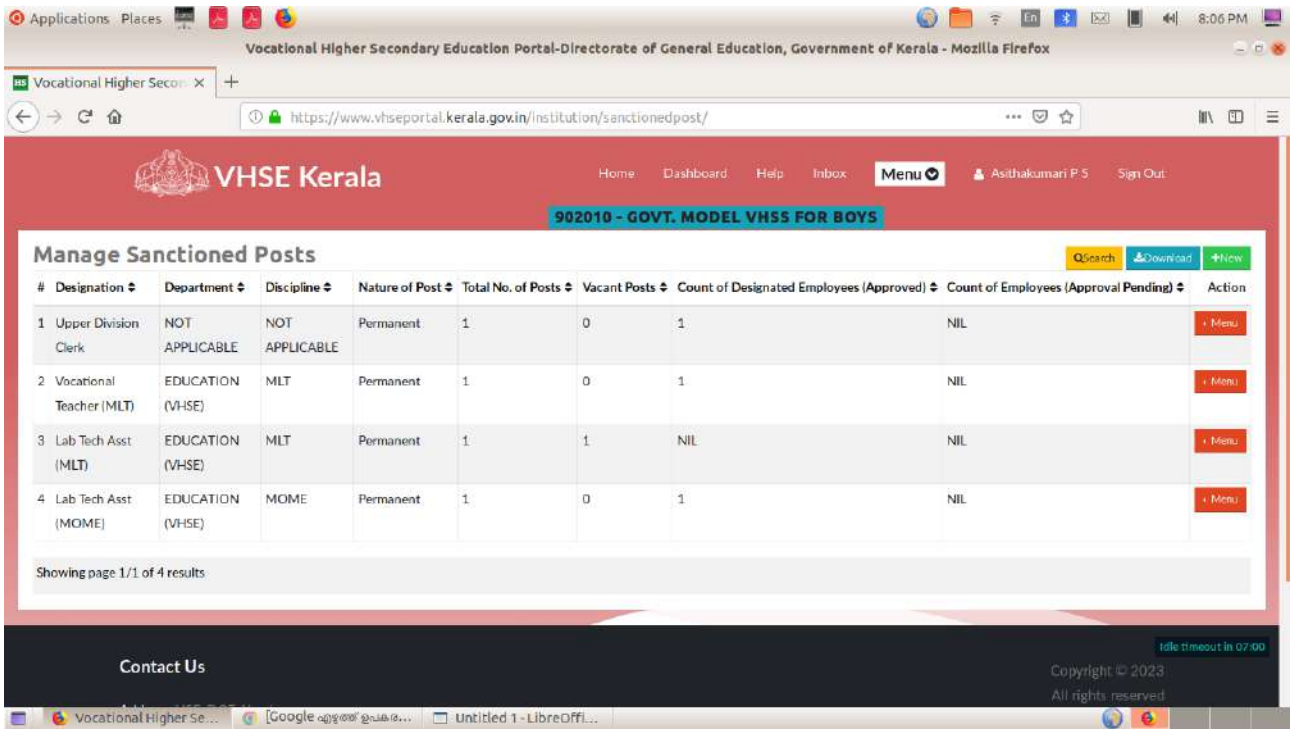 Applications Places En 8:06 PM
Vocational Higher Secondary Education Portal-Directorate of General Education, Government of Kerala - Mozilla Firefox
HS Vocational Higher Secon
https://www.vhseportal.kerala.gov.in/institution/sanctionedpost/
VHSE Kerala Home Dashboard Help Inbox Menu Asithakumari P S Sign Out
902010 - GOVT. MODEL VHSS FOR BOYS
Manage Sanctioned Posts Search Download +New
# Designation Department Discipline Nature of Post Total No. of Posts Vacant Posts Count of Designated Employees (Approved) Count of Employees (Approval Pending) Action
1 Upper Division NOT NOT Permanent 1 0 1 NIL Menu
Clerk APPLICABLE APPLICABLE
2 Vocational EDUCATION MLT Permanent 1 0 1 NIL Menu
Teacher (MLT) (VHSE)
3 Lab Tech Asst EDUCATION MLT Permanent 1 1 NIL NIL Menu
(MLT) (VHSE)
4 Lab Tech Asst EDUCATION MOME Permanent 1 0 1 NIL Menu
(MOME) (VHSE)
Showing page 1/1 of 4 results
Idle timeout in 07:00
Contact Us Copyright © 2023
All rights reserved
Vocational Higher Se... [Google എഴുത്ത് ഉപകര... Untitled 1 - LibreOffi...